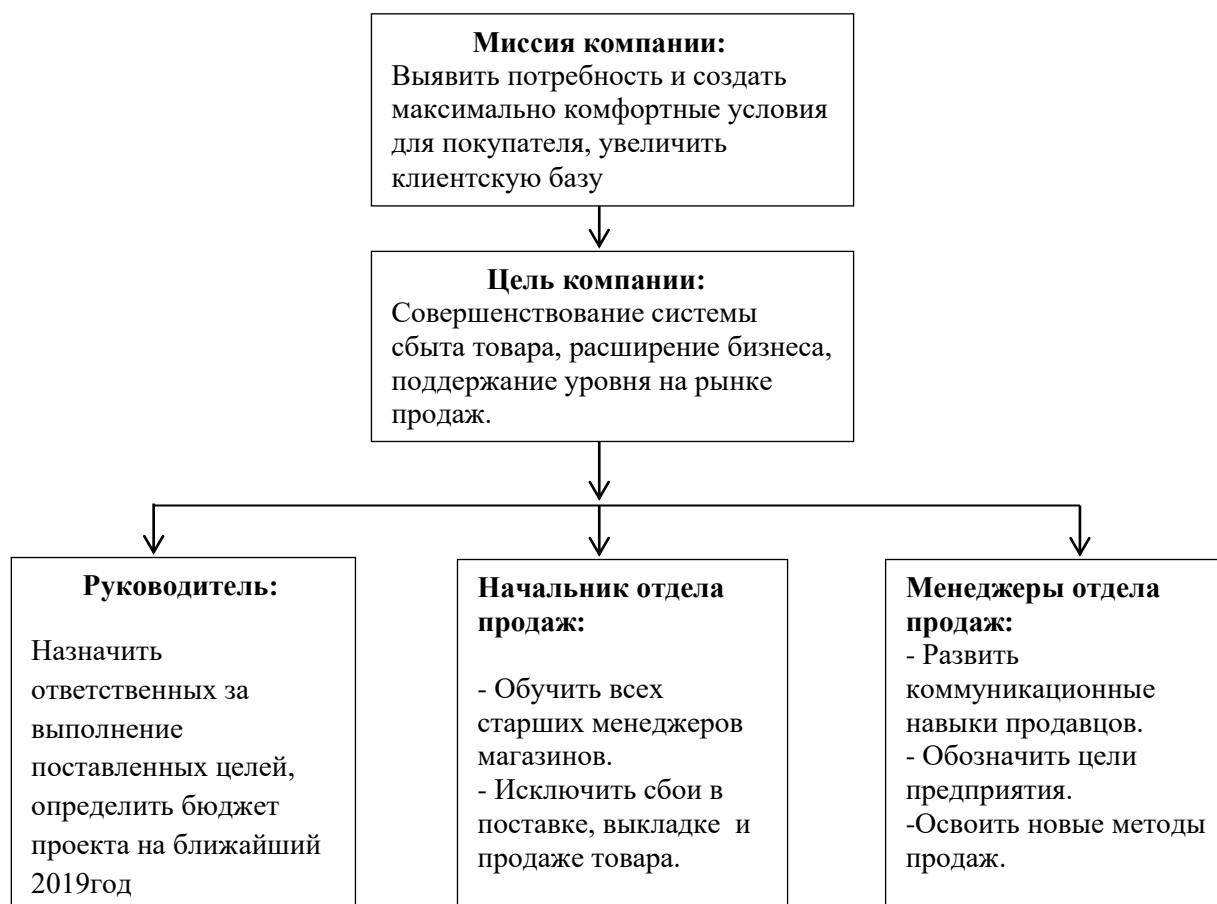 Миссия компании:
Выявить потребность и создать
максимально комфортные условия
для покупателя, увеличить
клиентскую базу
Цель компании:
Совершенствование системы
сбыта товара, расширение бизнеса,
поддержание уровня на рынке
продаж.
Руководитель:
Назначить
ответственных за
выполнение
поставленных целей,
определить бюджет
проекта на ближайший
2019год
Начальник отдела
продаж:
- Обучить всех
старших менеджеров
магазинов.
- Исключить сбои в
поставке, выкладке и
продаже товара.
Менеджеры отдела
продаж:
- Развить
коммуникационные
навыки продавцов.
- Обозначить цели
предприятия.
-Освоить новые методы
продаж.